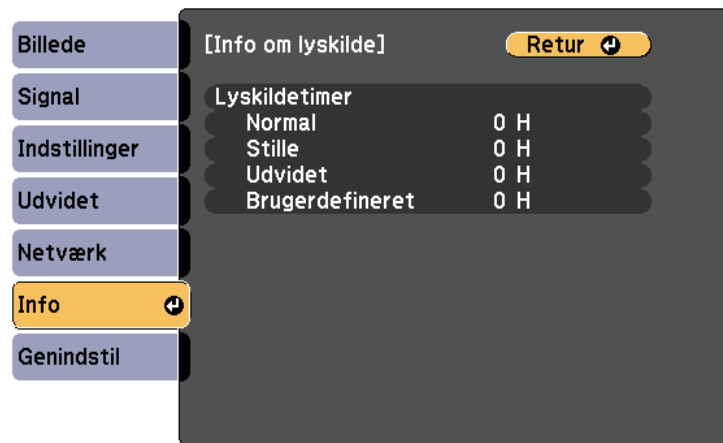 Billede
Signal
Indstillinger
Udvidet
Netværk
Info
Genindstil
[Info om lyskilde] Retur
Lyskildetimer
Normal 0 H
Stille 0 H
Udvidet 0 H
Brugerdefineret 0 H